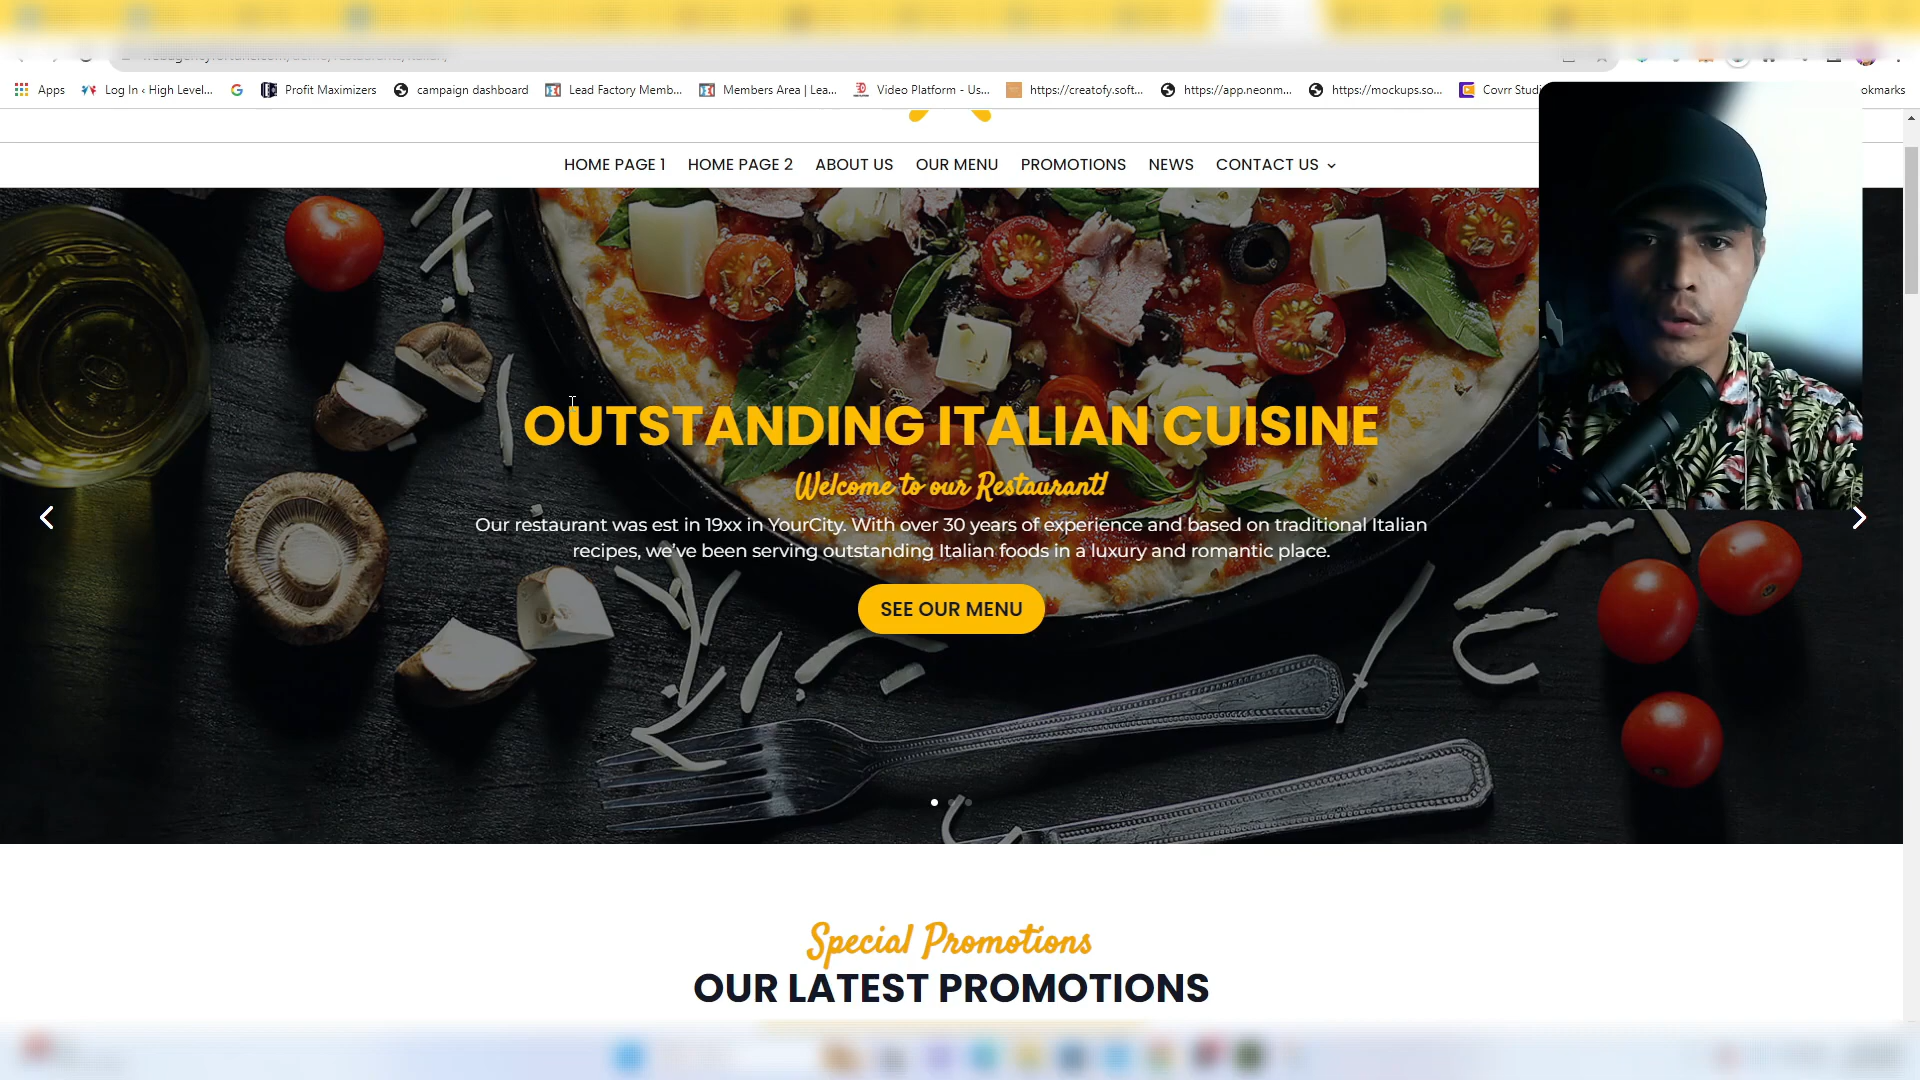 Apps Log In ‹ High Level... Profit Maximizers campaign dashboard Lead Factory Memb... Members Area | Lea... Video Platform - Us... https://creatofy.soft... https://app.neonm... https://mockups.so... Covrr Studi okmarks
HOME PAGE 1 HOME PAGE 2 ABOUT US OUR MENU PROMOTIONS NEWS CONTACT US
OUTSTANDING ITALIAN CUISINE
Welcome to our Restaurant!
Our restaurant was est in 19xx in YourCity. With over 30 years of experience and based on traditional Italian
recipes, we’ve been serving outstanding Italian foods in a luxury and romantic place.
SEE OUR MENU
Special Promotions
OUR LATEST PROMOTIONS